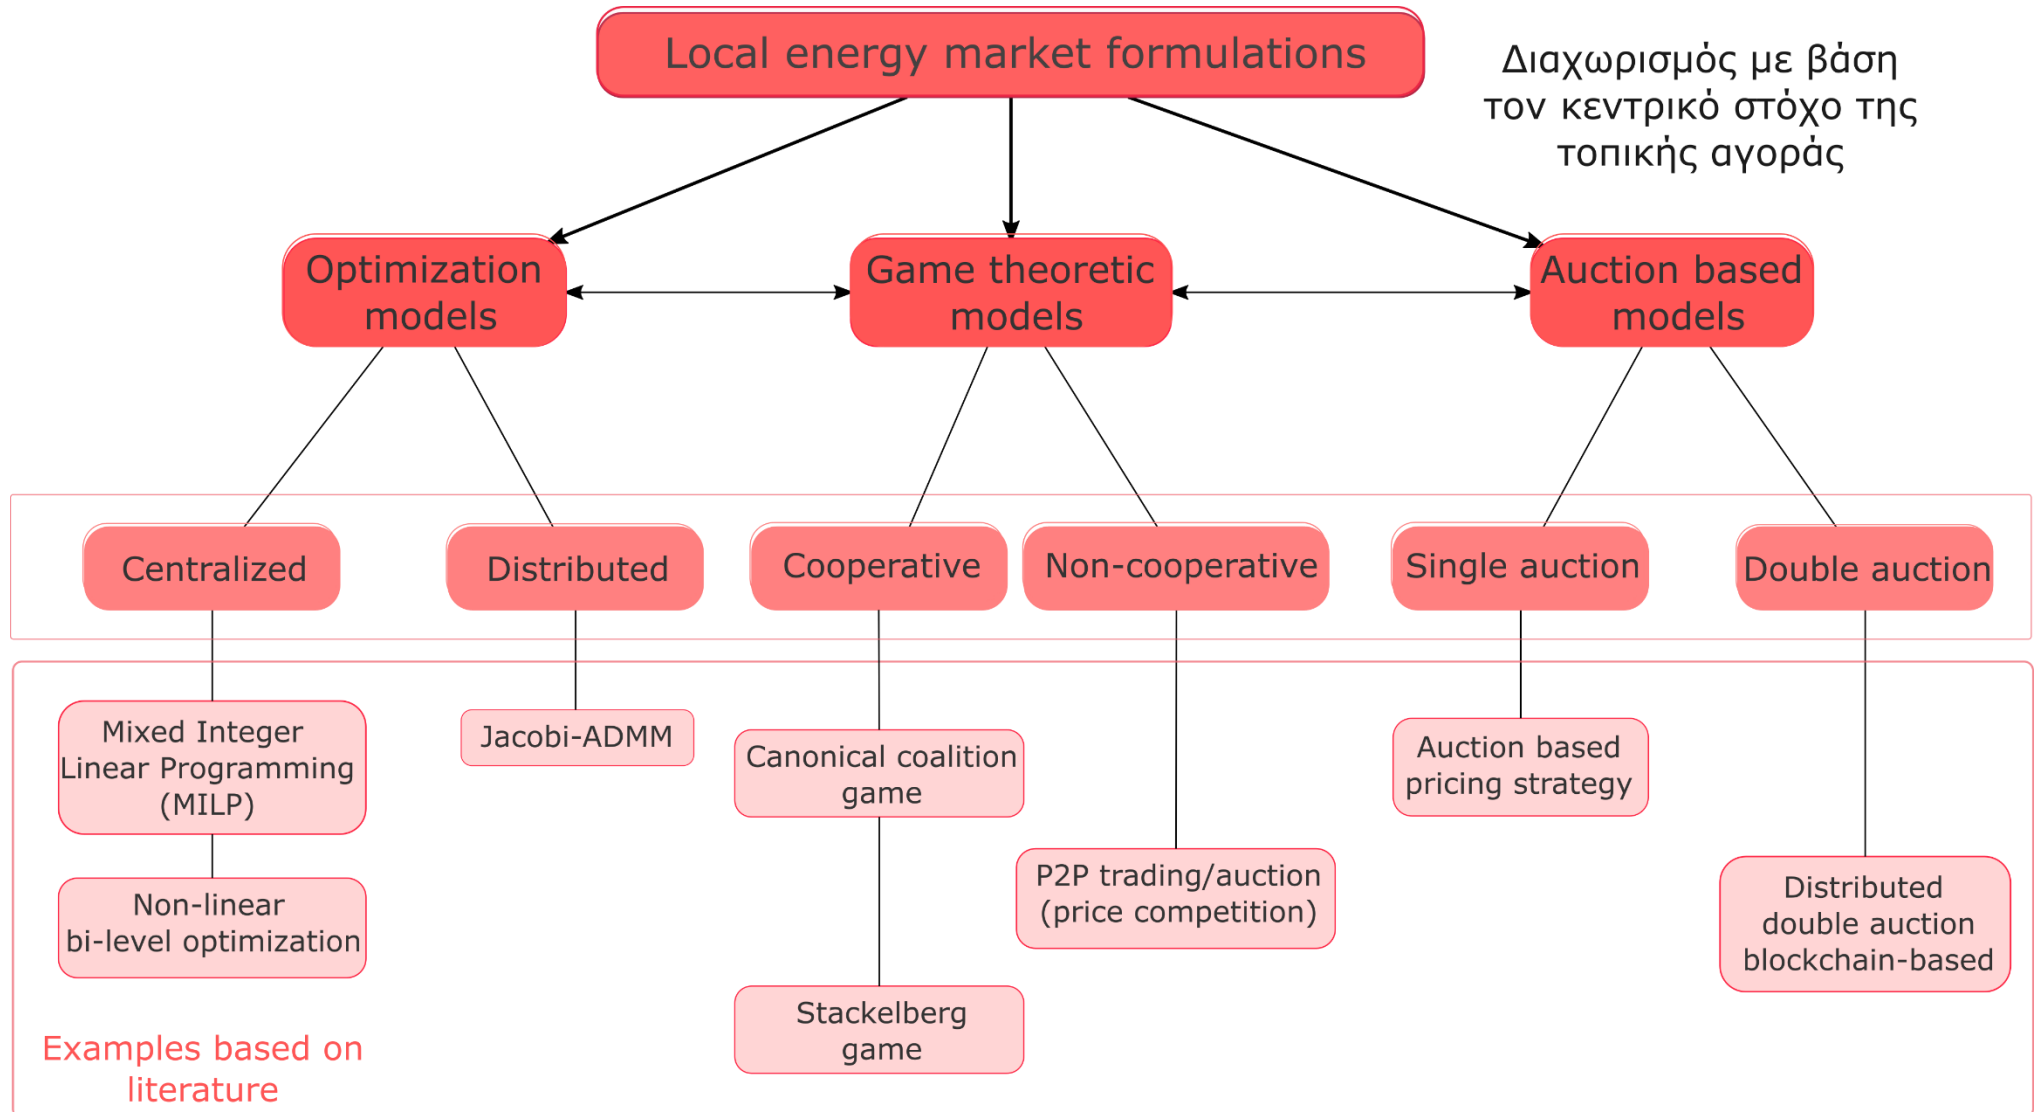 Local energy market formulations
Διαχωρισμός με βάση
τον κεντρικό στόχο της
τοπικής αγοράς
Optimization
models
Game theoretic
models
Auction based
models
Centralized
Distributed
Cooperative
Non-cooperative
Single auction
Double auction
Mixed Integer
Linear Programming
(MILP)
Non-linear
bi-level optimization
Jacobi-ADMM
Canonical coalition
game
Stackelberg
game
P2P trading/auction
(price competition)
Auction based
pricing strategy
Distributed
double auction
blockchain-based
Examples based on
literature